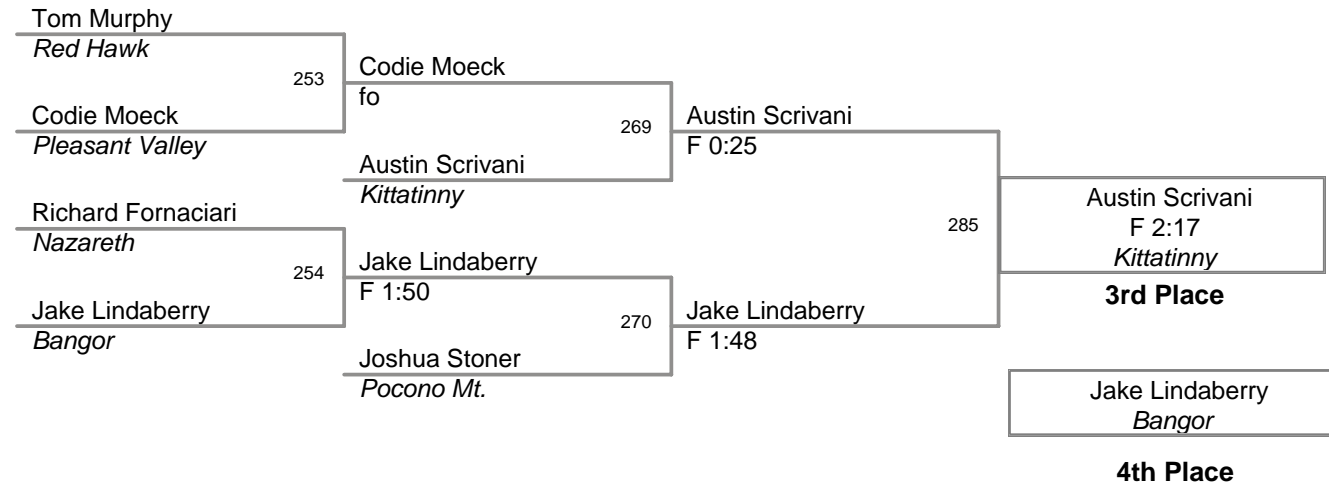 Tom Murphy
Red Hawk
253
Codie Moeck
fo
Codie Moeck
Pleasant Valley
269
Austin Scrivani
F 0:25
Austin Scrivani
Kittatinny
Richard Fornaciari
Nazareth
254
Jake Lindaberry
F 1:50
Jake Lindaberry
Bangor
270
Jake Lindaberry
F 1:48
Joshua Stoner
Pocono Mt.
285
Austin Scrivani
F 2:17
Kittatinny
3rd Place
Jake Lindaberry
Bangor
4th Place